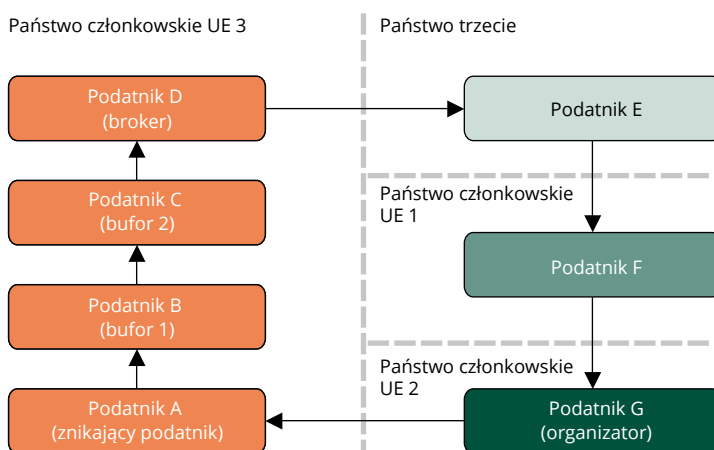 Państwo członkowskie UE 3
Państwo trzecie
Podatnik D
(broker)
Podatnik E
Podatnik C
(bufor 2)
Państwo członkowskie
UE 1
Podatnik F
Podatnik B
(bufor 1)
Państwo członkowskie
UE 2
Podatnik A
(znikający podatnik)
Podatnik G
(organizator)